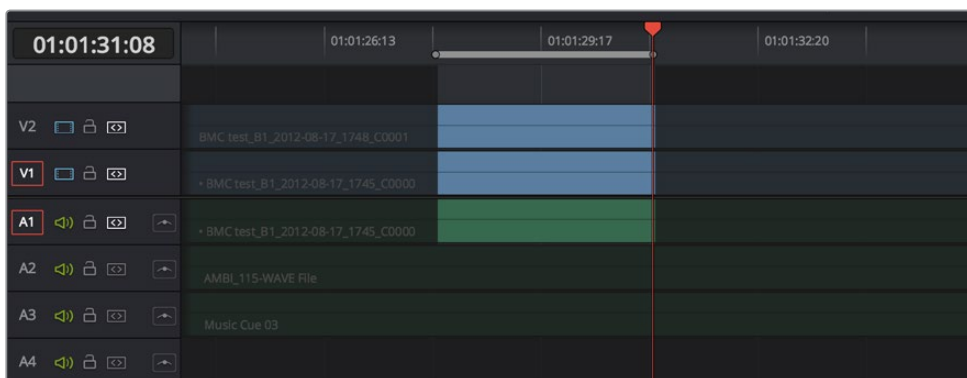 01:01:31:08
01:01:26:13
01:01:29:17
01:01:32:20
V2
BMC test_B1_2012-08-17_1748_C0001
V1
• BMC test_B1_2012-08-17_1745_C0000
A1
• BMC test_B1_2012-08-17_1745_C0000
A2
AMBI_115-WAVE File
A3
Music Cue 03
A4